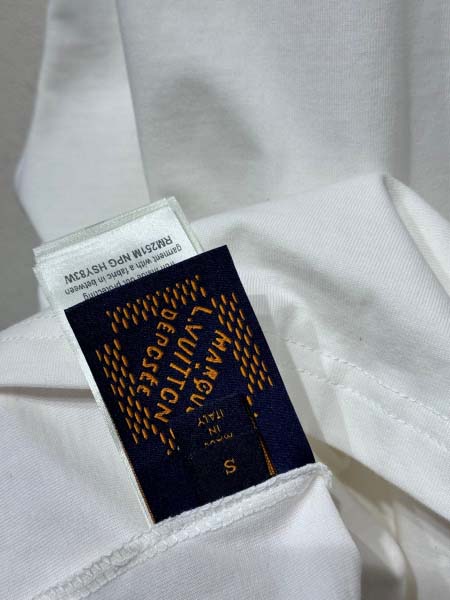 MARQUE
L.VUITTON
DÉPOSÉE
MADE
IN
ITALY
S
garment with a fabric in between
RM251M NPG HSY83W